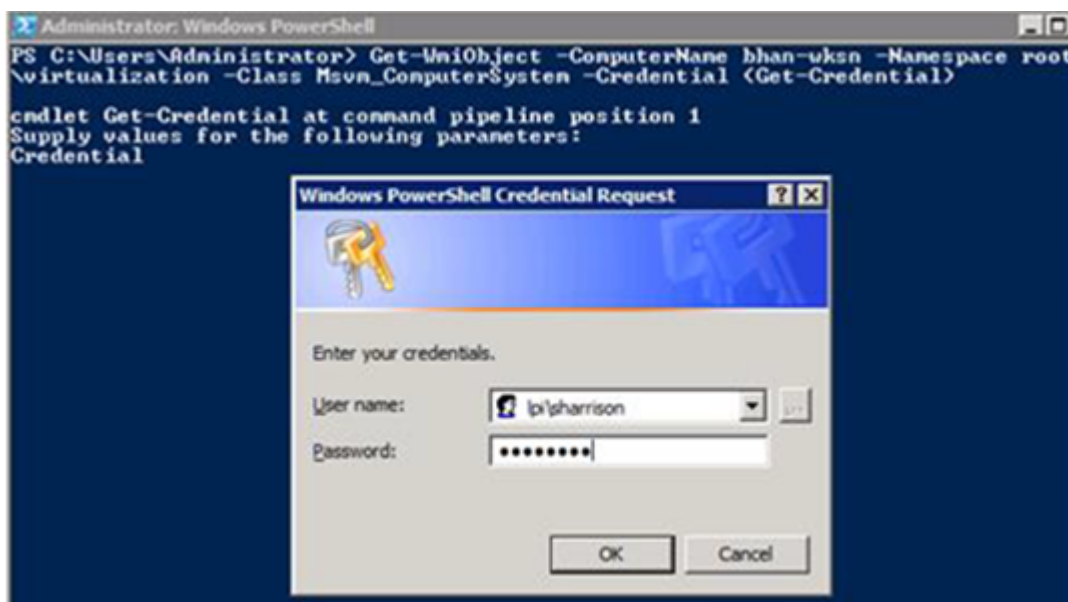 Administrator: Windows PowerShell
PS C:\Users\Administrator> Get-WmiObject -ComputerName bhan-wksn -Namespace root
\virtualization -Class Msvm_ComputerSystem -Credential (Get-Credential)
cmdlet Get-Credential at command pipeline position 1
Supply values for the following parameters:
Credential
Windows PowerShell Credential Request
Enter your credentials.
User name: lpi\sharrison
Password: ••••••••
OK Cancel